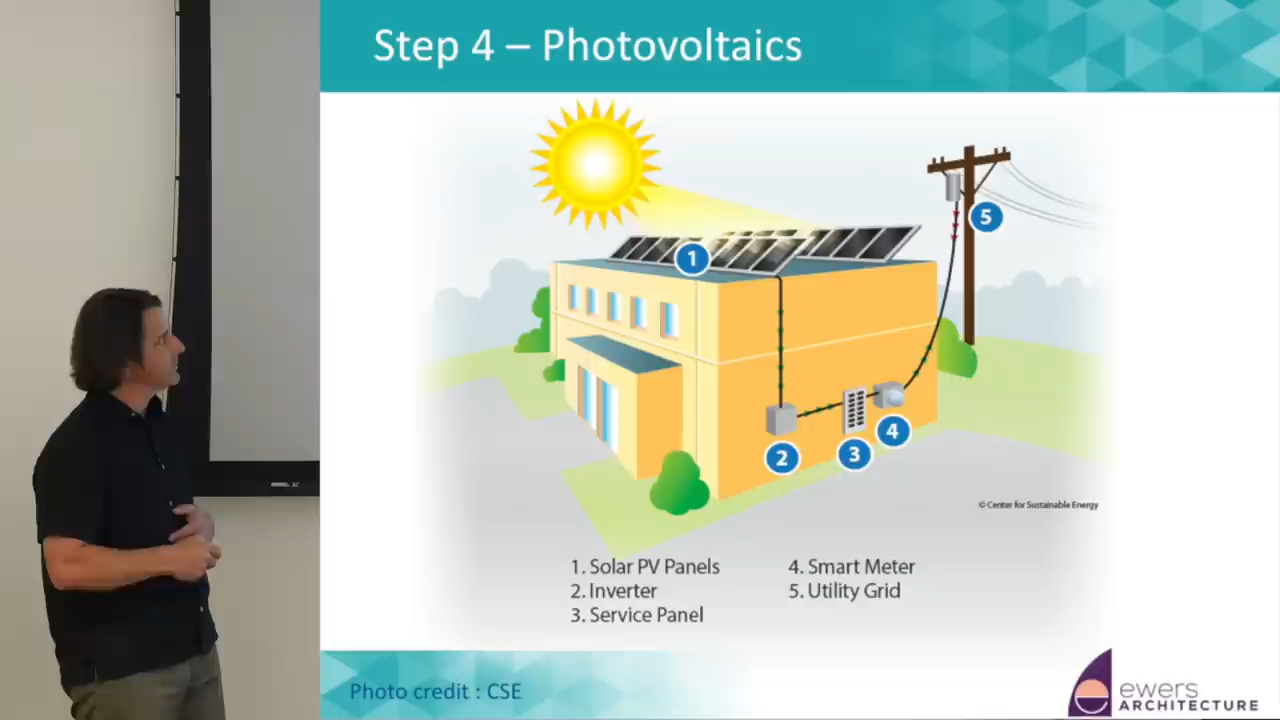 Step 4 – Photovoltaics
1
5
2
3
4
© Center for Sustainable Energy
1. Solar PV Panels
2. Inverter
3. Service Panel
4. Smart Meter
5. Utility Grid
Photo credit : CSE
ewers
ARCHITECTURE